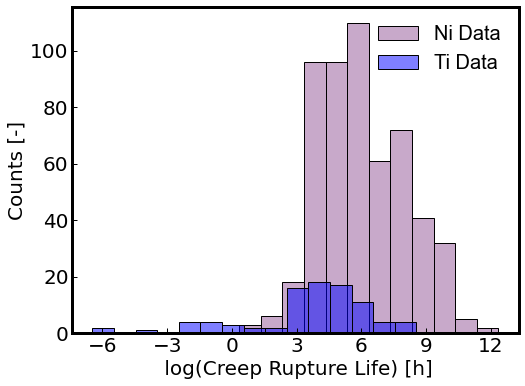 Ni Data
Ti Data
Counts [-]
100
80
60
40
20
0
−6 −3 0 3 6 9 12
log(Creep Rupture Life) [h]